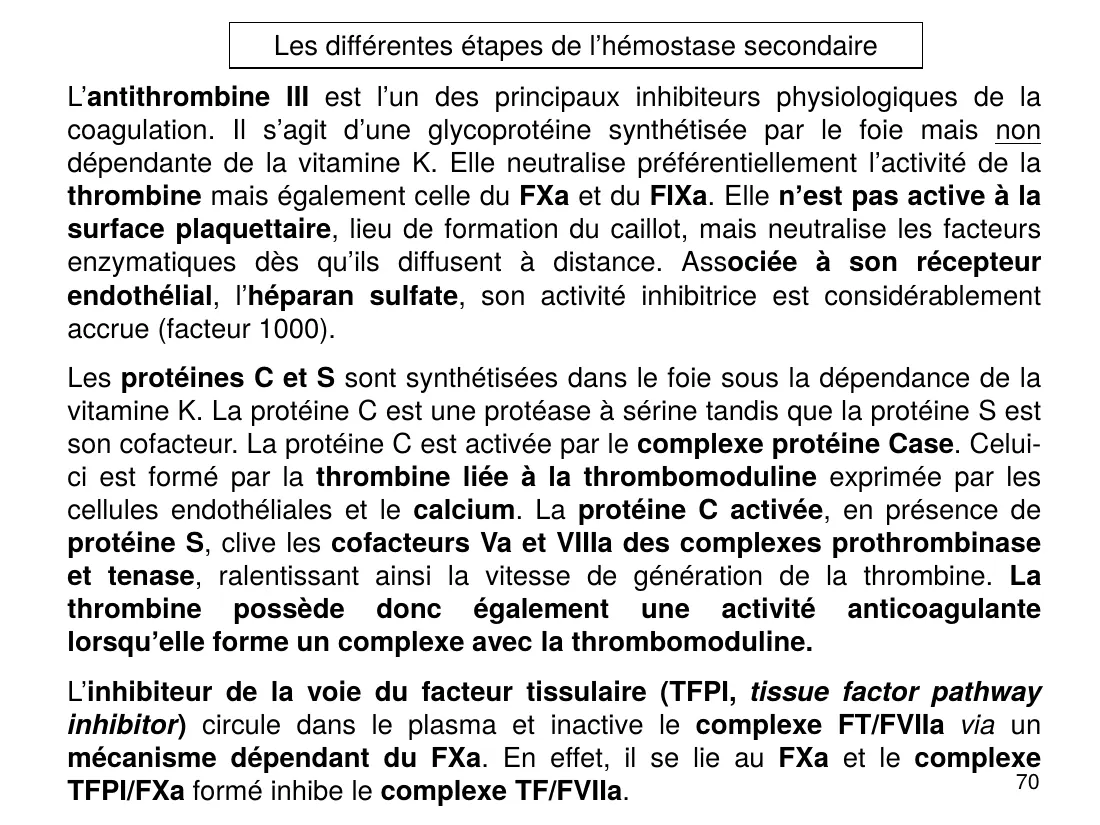 Les différentes étapes de l'hémostase secondaire
L'antithrombine III est l'un des principaux inhibiteurs physiologiques de la
coagulation. Il s'agit d'une glycoprotéine synthétisée par le foie mais non
dépendante de la vitamine K. Elle neutralise préférentiellement l'activité de la
thrombine mais également celle du FXa et du FIXa. Elle n'est pas active à la
surface plaquettaire, lieu de formation du caillot, mais neutralise les facteurs
enzymatiques dès qu'ils diffusent à distance. Associée à son récepteur
endothélial, l'héparan sulfate, son activité inhibitrice est considérablement
accrue (facteur 1000).
Les protéines C et S sont synthétisées dans le foie sous la dépendance de la
vitamine K. La protéine C est une protéase à sérine tandis que la protéine S est
son cofacteur. La protéine C est activée par le complexe protéine Case. Celui-
ci est formé par la thrombine liée à la thrombomoduline exprimée par les
cellules endothéliales et le calcium. La protéine C activée, en présence de
protéine S, clive les cofacteurs Va et VIIIa des complexes prothrombinase
et tenase, ralentissant ainsi la vitesse de génération de la thrombine. La
thrombine possède donc également une activité anticoagulante
lorsqu'elle forme un complexe avec la thrombomoduline.
L'inhibiteur de la voie du facteur tissulaire (TFPI, tissue factor pathway
inhibitor) circule dans le plasma et inactive le complexe FT/FVIIa via un
mécanisme dépendant du FXa. En effet, il se lie au FXa et le complexe
TFPI/FXa formé inhibe le complexe TF/FVIIa.
70